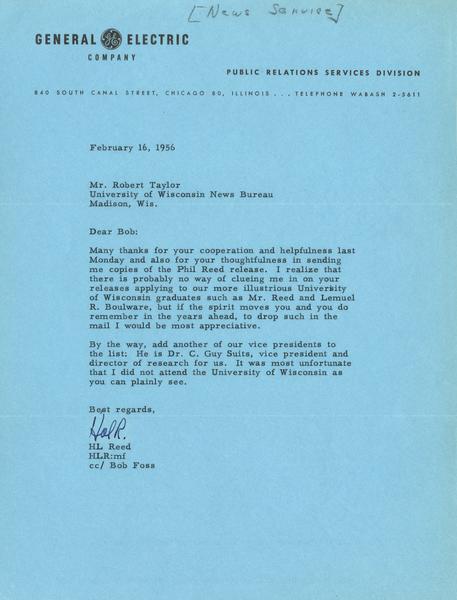 [News Service]
GENERAL GE ELECTRIC
COMPANY
PUBLIC RELATIONS SERVICES DIVISION
840 SOUTH CANAL STREET, CHICAGO 80, ILLINOIS . . . TELEPHONE WABASH 2-5611
February 16, 1956
Mr. Robert Taylor
University of Wisconsin News Bureau
Madison, Wis.
Dear Bob:
Many thanks for your cooperation and helpfulness last
Monday and also for your thoughtfulness in sending
me copies of the Phil Reed release. I realize that
there is probably no way of clueing me in on your
releases applying to our more illustrious University
of Wisconsin graduates such as Mr. Reed and Lemuel
R. Boulware, but if the spirit moves you and you do
remember in the years ahead, to drop such in the
mail I would be most appreciative.
By the way, add another of our vice presidents to
the list: He is Dr. C. Guy Suits, vice president and
director of research for us. It was most unfortunate
that I did not attend the University of Wisconsin as
you can plainly see.
Best regards,
Hal R.
HL Reed
HLR:mf
cc/ Bob Foss